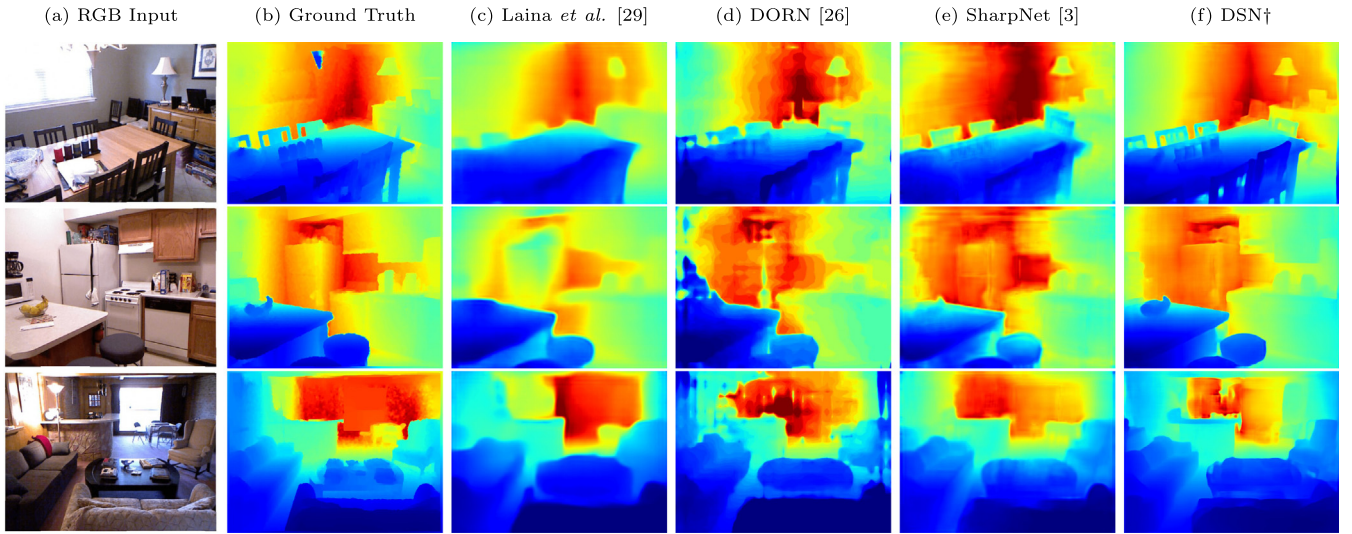 (a) RGB Input (b) Ground Truth (c) Laina et al. [29] (d) DORN [26] (e) SharpNet [3] (f) DSN†